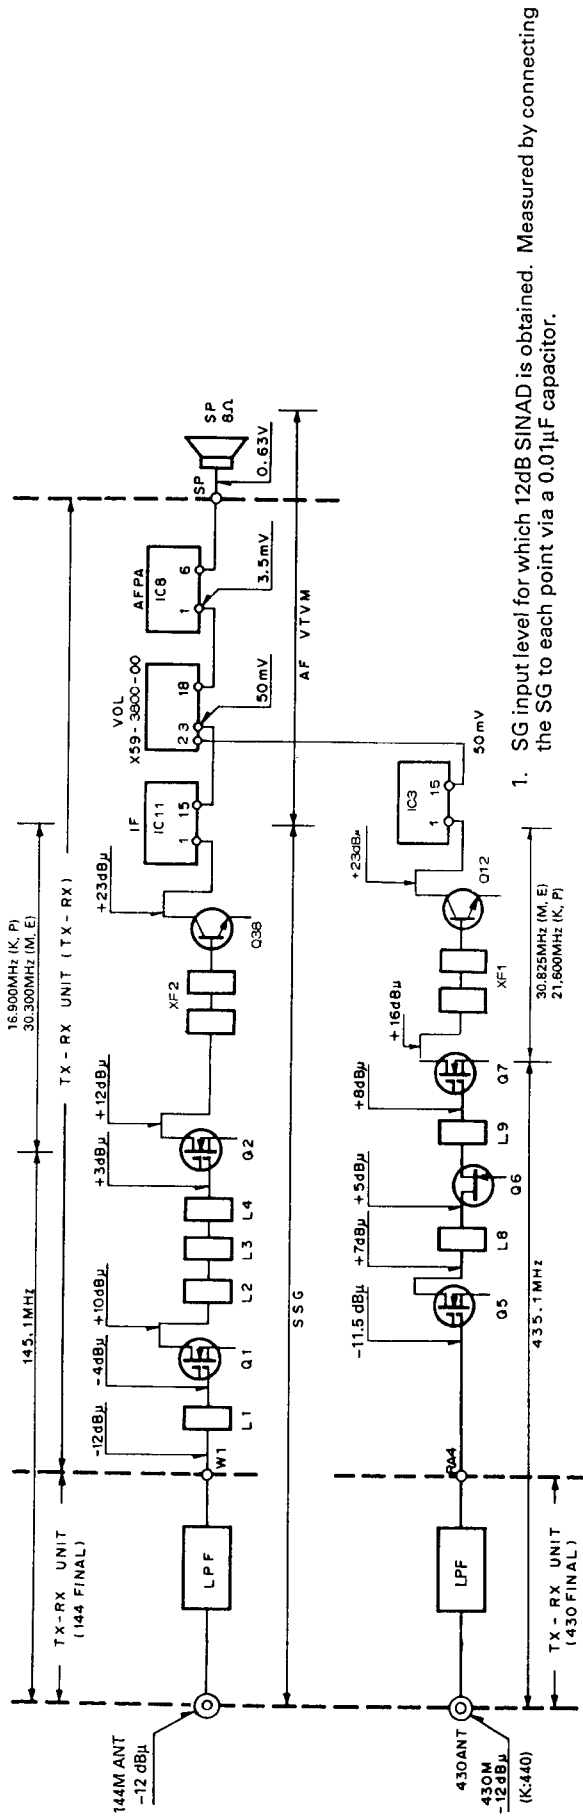 16.900MHz (K, P)
30.300MHz (M, E)
145.1MHz
TX-RX UNIT
(144 FINAL)
TX-RX UNIT (TX-RX)
144M ANT
-12 dBμ
LPF
W1
-12dBμ
L1
-4dBμ
Q1
+10dBμ
L2
L3
L4
+3dBμ
Q2
+12dBμ
XF2
Q38
+23dBμ
IF
IC11
1
15
VOL
X59-3800-00
2
3
18
50mV
AFPA
IC8
1
6
3.5mV
SP
SP
8Ω
0.63V
SSG
AF VTVM
430ANT
430M
-12dBμ
(K:440)
LPF
RA4
-11.5dBμ
Q5
+7dBμ
L8
+5dBμ
Q6
L9
+8dBμ
Q7
+16dBμ
XF1
Q12
+23dBμ
IC3
1
15
50mV
TX-RX UNIT
(430 FINAL)
435.1MHz
30.825MHz (M, E)
21,600MHz (K, P)
1. SG input level for which 12dB SINAD is obtained. Measured by connecting
the SG to each point via a 0.01μF capacitor.